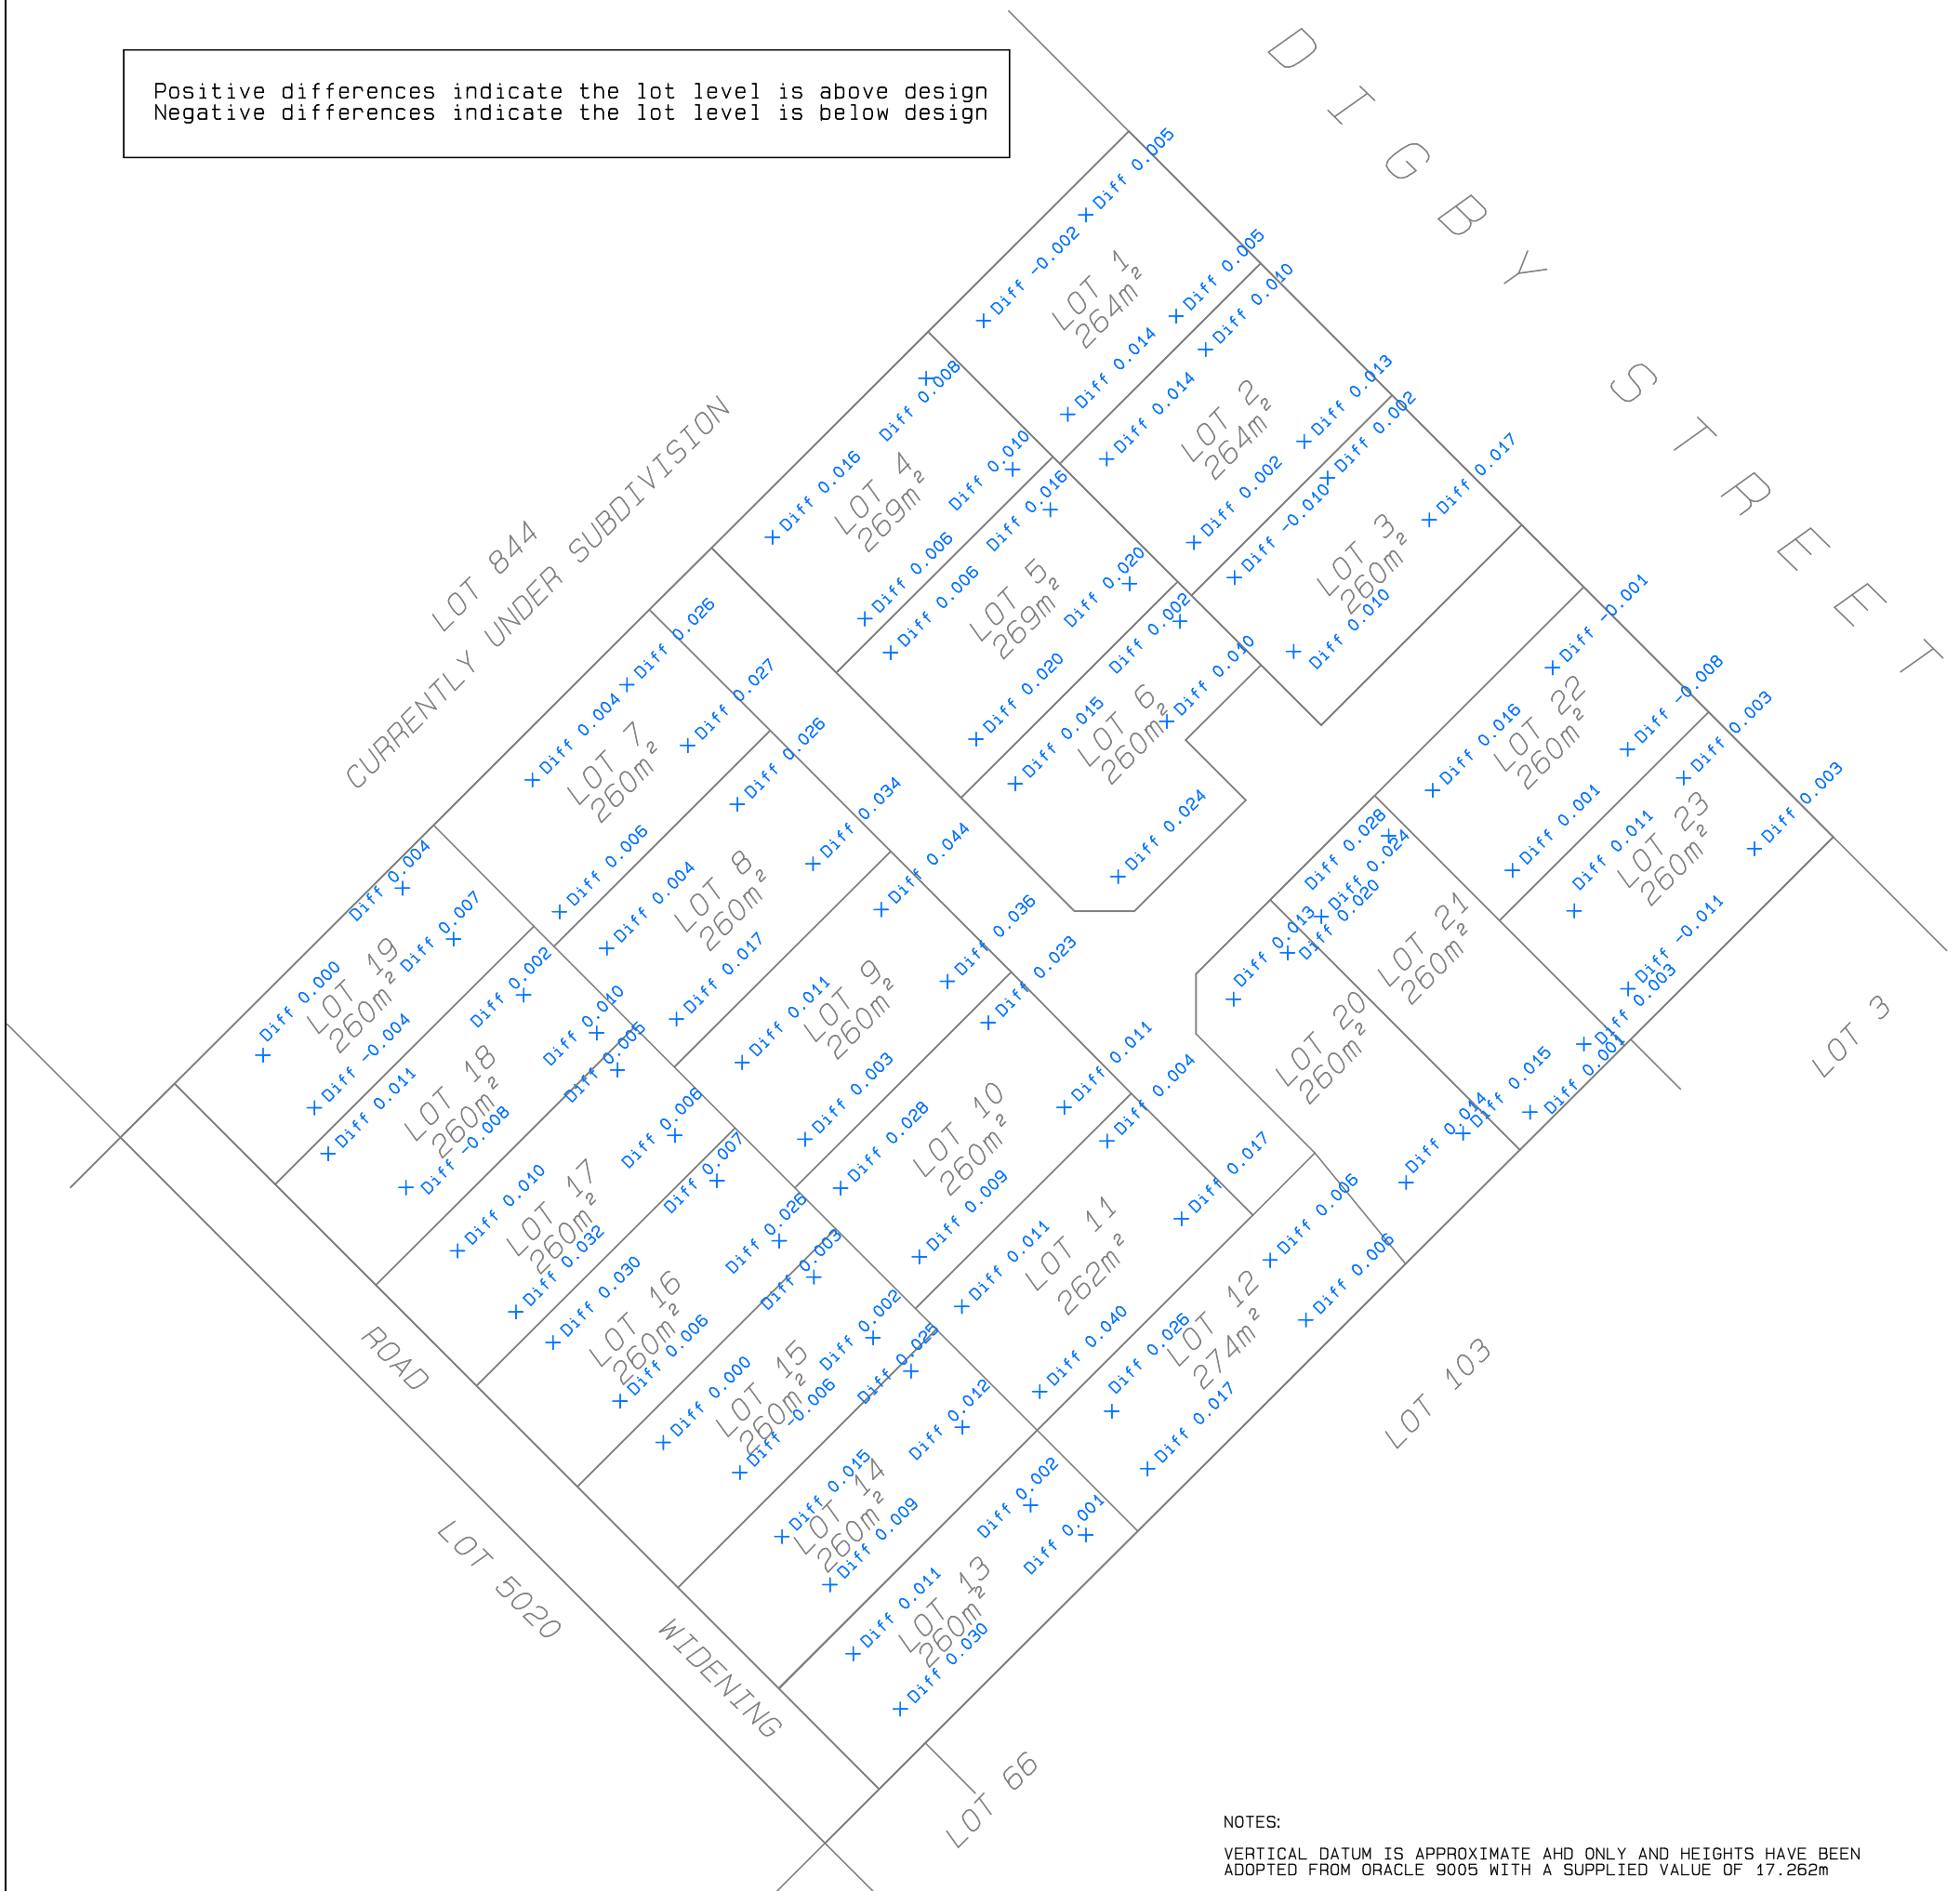 Positive differences indicate the lot level is above design
Negative differences indicate the lot level is below design
DIGBY STREET
LOT 844
CURRENTLY UNDER SUBDIVISION
Diff 0.005
Diff -0.002
LOT 1
264m²
Diff 0.005
Diff 0.014
Diff 0.010
Diff 0.014
LOT 2
264m²
Diff 0.013
Diff 0.002
Diff 0.002
Diff -0.010
LOT 3
260m²
Diff 0.017
Diff 0.010
Diff 0.008
Diff 0.016
LOT 4
269m²
Diff 0.010
Diff 0.006
Diff 0.016
Diff 0.006
LOT 5
269m²
Diff 0.020
Diff 0.020
Diff 0.002
Diff 0.015
LOT 6
260m²
Diff 0.010
Diff 0.024
Diff 0.026
Diff 0.004
LOT 7
260m²
Diff 0.027
Diff 0.006
Diff 0.026
Diff 0.004
LOT 8
260m²
Diff 0.034
Diff 0.017
Diff 0.044
Diff 0.011
LOT 9
260m²
Diff 0.036
Diff 0.003
Diff 0.023
Diff 0.028
LOT 10
260m²
Diff 0.011
Diff 0.009
Diff 0.004
Diff 0.011
LOT 11
262m²
Diff 0.017
Diff 0.040
Diff 0.006
Diff 0.026
LOT 12
274m²
Diff 0.006
Diff 0.017
Diff 0.002
Diff 0.011
LOT 13
260m²
Diff 0.001
Diff 0.030
Diff 0.025
Diff 0.015
LOT 14
260m²
Diff 0.012
Diff 0.009
Diff 0.003
Diff 0.000
LOT 15
260m²
Diff 0.002
Diff -0.006
Diff 0.007
Diff 0.030
LOT 16
260m²
Diff 0.026
Diff 0.006
Diff 0.005
Diff 0.010
LOT 17
260m²
Diff 0.006
Diff 0.032
Diff 0.002
Diff 0.011
LOT 18
260m²
Diff 0.010
Diff -0.008
Diff 0.004
Diff 0.000
LOT 19
260m²
Diff 0.007
Diff -0.004
Diff 0.020
Diff 0.013
LOT 20
260m²
Diff 0.015
Diff 0.014
Diff 0.028
Diff 0.024
LOT 21
260m²
Diff 0.003
Diff 0.001
Diff -0.001
Diff 0.016
LOT 22
260m²
Diff -0.008
Diff 0.001
Diff 0.003
Diff 0.011
LOT 23
260m²
Diff 0.003
Diff -0.011
LOT 3
LOT 103
LOT 66
ROAD WIDENING
LOT 5020
NOTES:
VERTICAL DATUM IS APPROXIMATE AHD ONLY AND HEIGHTS HAVE BEEN
ADOPTED FROM ORACLE 9005 WITH A SUPPLIED VALUE OF 17.262m